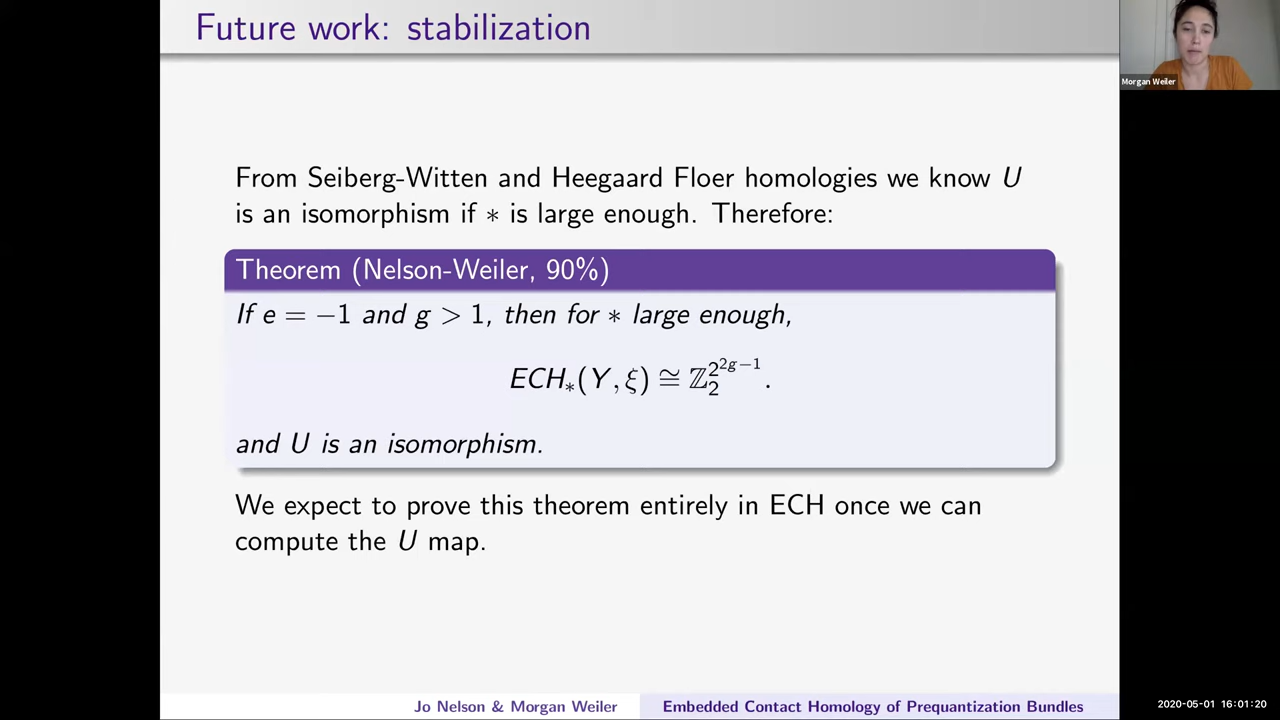 Future work: stabilization
Morgan Weiler
From Seiberg-Witten and Heegaard Floer homologies we know U
is an isomorphism if ∗ is large enough. Therefore:
Theorem (Nelson-Weiler, 90%)
If e = −1 and g > 1, then for ∗ large enough,
ECH∗(Y, ξ) ≅ ℤ₂^{2^{2g−1}}.
and U is an isomorphism.
We expect to prove this theorem entirely in ECH once we can
compute the U map.
Jo Nelson & Morgan Weiler
Embedded Contact Homology of Prequantization Bundles
2020-05-01 16:01:20